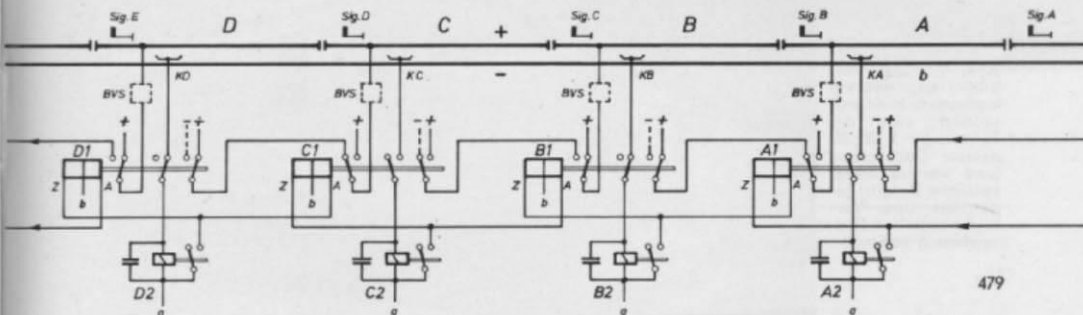 Sig. E Sig. D Sig. C Sig. B Sig. A
D C + B A
KD - KC KB KA b
BVS BVS BVS BVS
+ - + + - + + - + + - +
D1 C1 B1 A1
Z A Z A Z A Z A
b b b b
D2 C2 B2 A2 479
a a a a